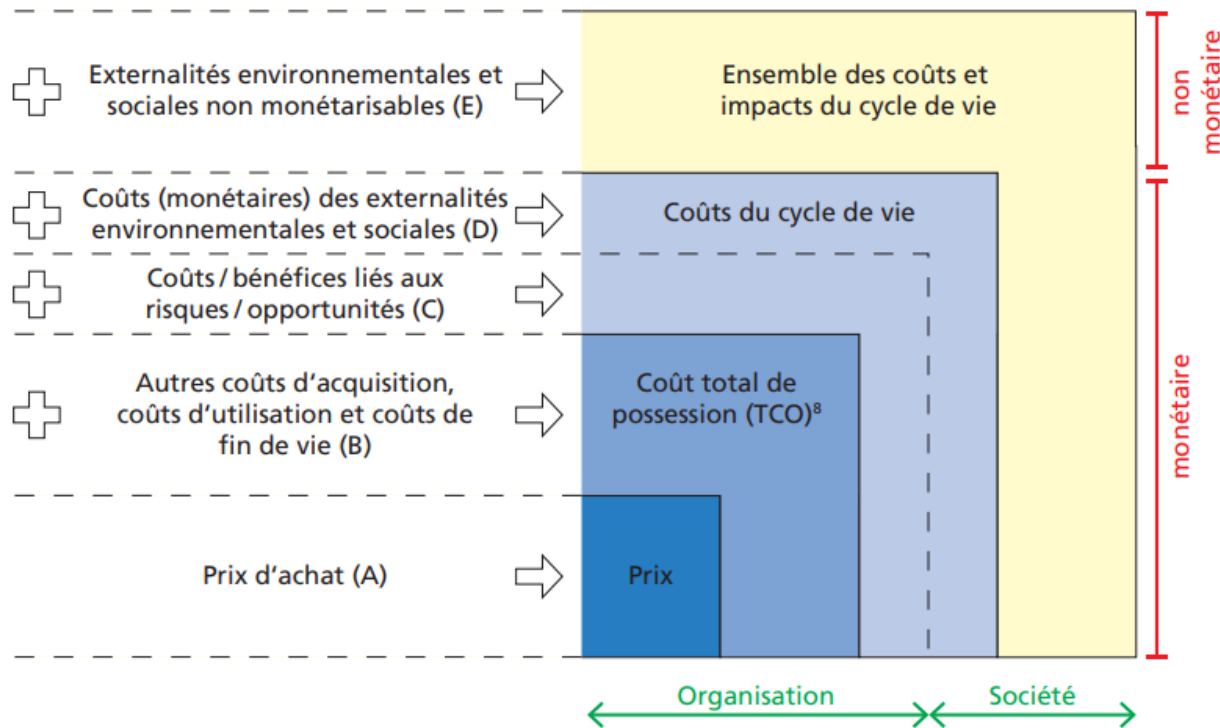 Externalités environnementales et
sociales non monétarisables (E)
Ensemble des coûts et
impacts du cycle de vie
non
monétaire
Coûts (monétaires) des externalités
environnementales et sociales (D)
Coûts du cycle de vie
Coûts / bénéfices liés aux
risques / opportunités (C)
Autres coûts d‘acquisition,
coûts d‘utilisation et coûts de
fin de vie (B)
Coût total de
possession (TCO)⁸
monétaire
Prix d‘achat (A)
Prix
Organisation
Société